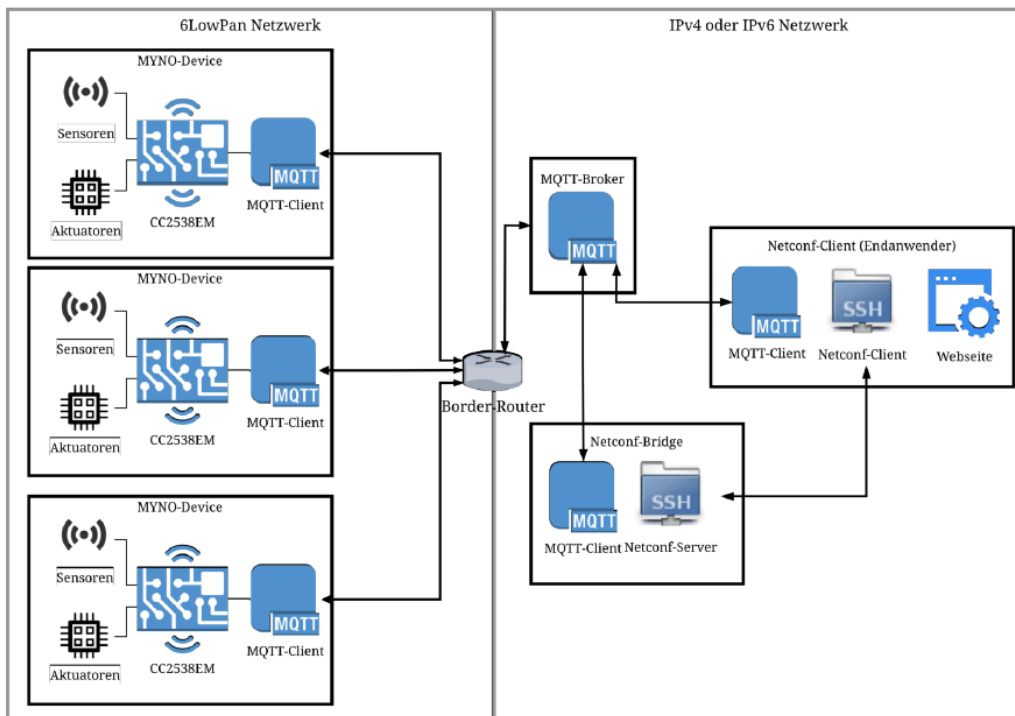 6LowPan Netzwerk
IPv4 oder IPv6 Netzwerk
MYNO-Device
Sensoren
Aktuatoren
CC2538EM
MQTT
MQTT-Client
MYNO-Device
Sensoren
Aktuatoren
CC2538EM
MQTT
MQTT-Client
MYNO-Device
Sensoren
Aktuatoren
CC2538EM
MQTT
MQTT-Client
Border-Router
MQTT-Broker
MQTT
Netconf-Client (Endanwender)
MQTT
MQTT-Client
SSH
Netconf-Client
Webseite
Netconf-Bridge
MQTT
MQTT-Client
SSH
Netconf-Server